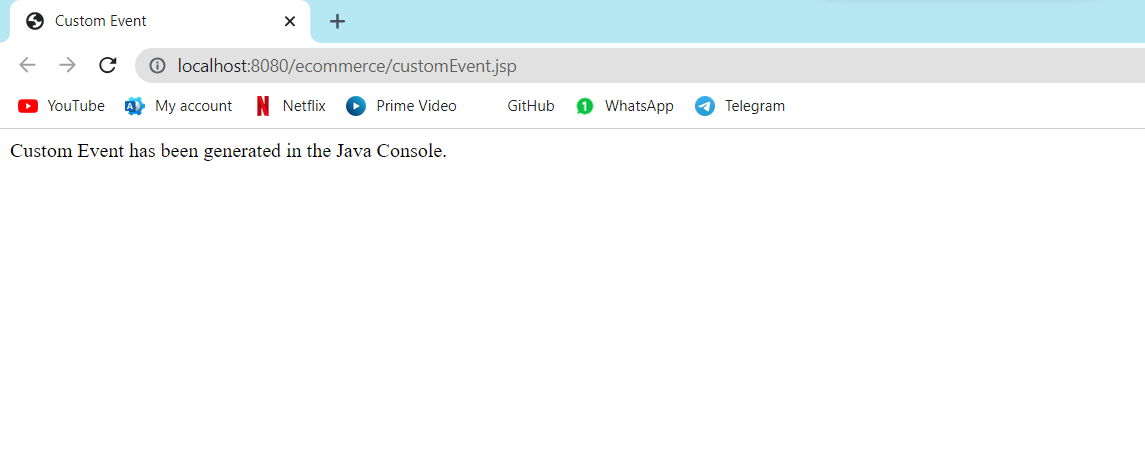 Custom Event
localhost:8080/ecommerce/customEvent.jsp
YouTube My account Netflix Prime Video GitHub 1 WhatsApp Telegram
Custom Event has been generated in the Java Console.